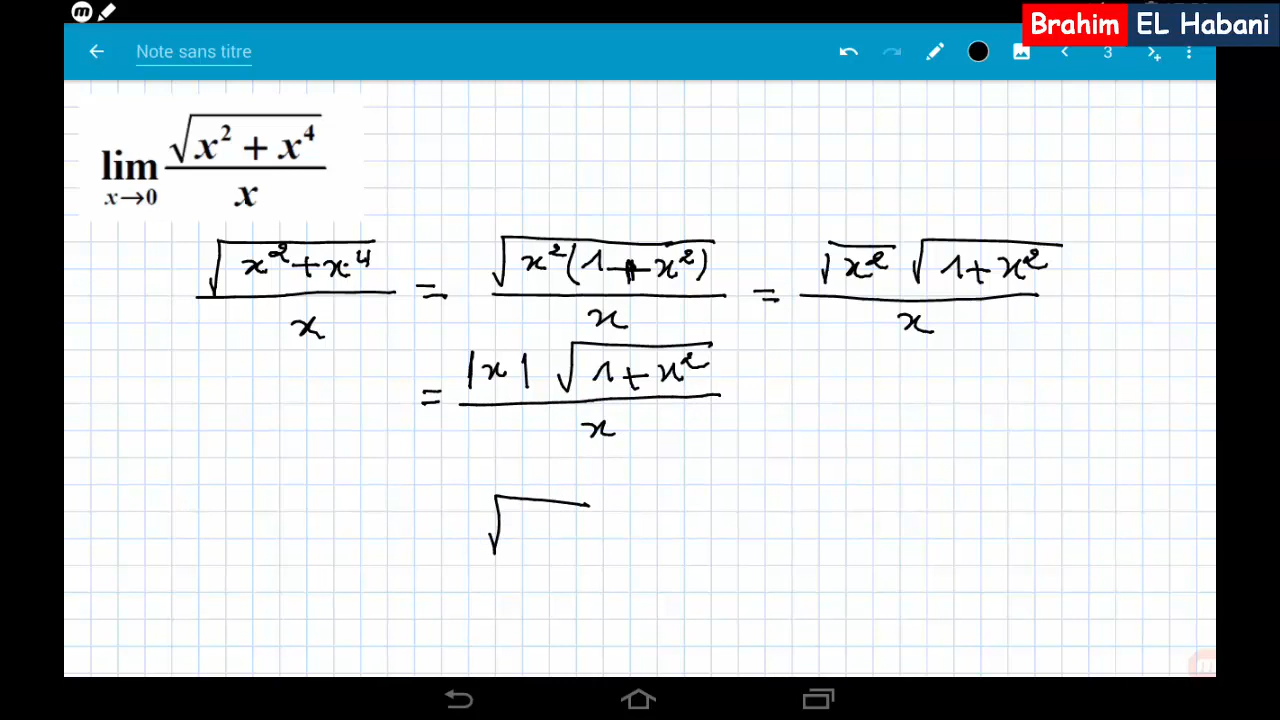 Brahim EL Habani
Note sans titre
3
lim x→0 √(x² + x⁴) / x
√(x² + x⁴) / x = √(x²(1 + x²)) / x = √x² √(1 + x²) / x
= |x| √(1 + x²) / x
√